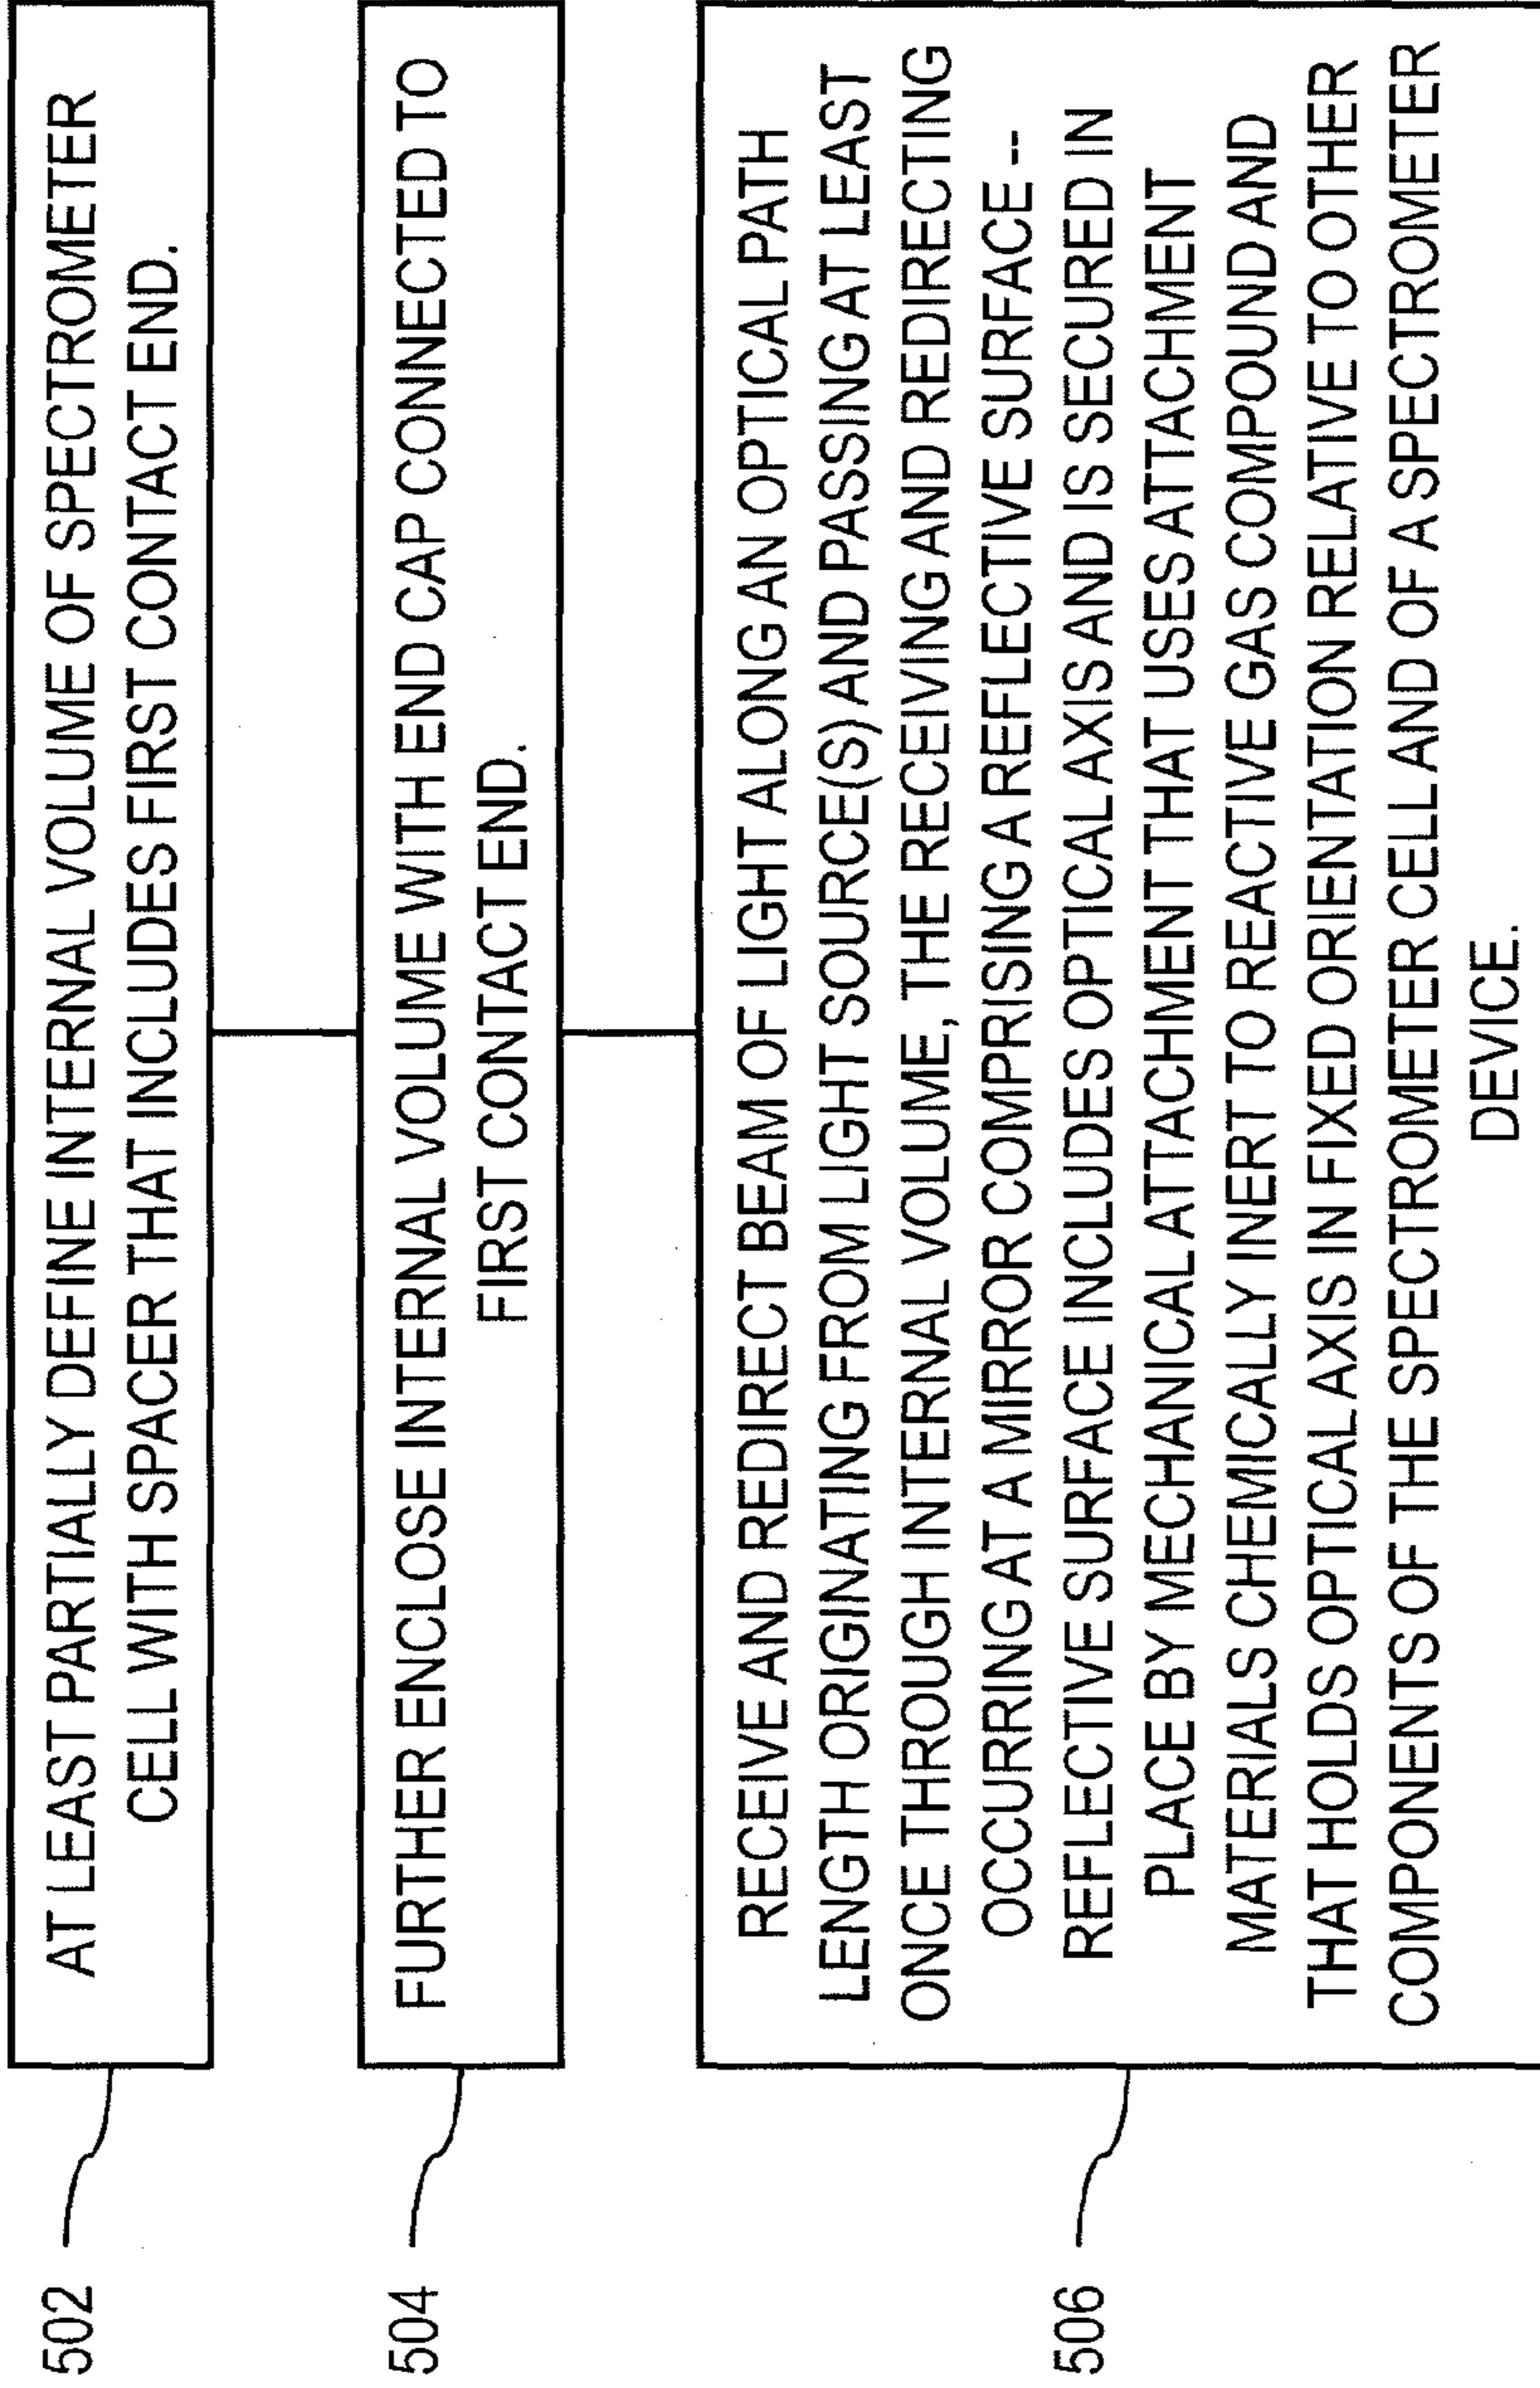 502
AT LEAST PARTIALLY DEFINE INTERNAL VOLUME OF SPECTROMETER
CELL WITH SPACER THAT INCLUDES FIRST CONTACT END.
504
FURTHER ENCLOSE INTERNAL VOLUME WITH END CAP CONNECTED TO
FIRST CONTACT END.
506
RECEIVE AND REDIRECT BEAM OF LIGHT ALONG AN OPTICAL PATH
LENGTH ORIGINATING FROM LIGHT SOURCE(S) AND PASSING AT LEAST
ONCE THROUGH INTERNAL VOLUME, THE RECEIVING AND REDIRECTING
OCCURRING AT A MIRROR COMPRISING A REFLECTIVE SURFACE --
REFLECTIVE SURFACE INCLUDES OPTICAL AXIS AND IS SECURED IN
PLACE BY MECHANICAL ATTACHMENT THAT USES ATTACHMENT
MATERIALS CHEMICALLY INERT TO REACTIVE GAS COMPOUND AND
THAT HOLDS OPTICAL AXIS IN FIXED ORIENTATION RELATIVE TO OTHER
COMPONENTS OF THE SPECTROMETER CELL AND OF A SPECTROMETER
DEVICE.